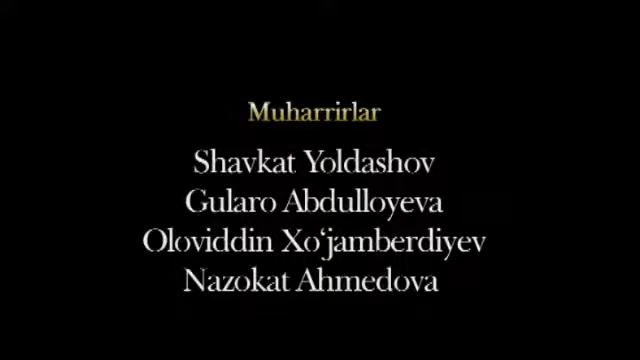 Muharrirlar
Shavkat Yoldashov
Gularo Abdulloyeva
Oloviddin Xo‘jamberdiyev
Nazokat Ahmedova